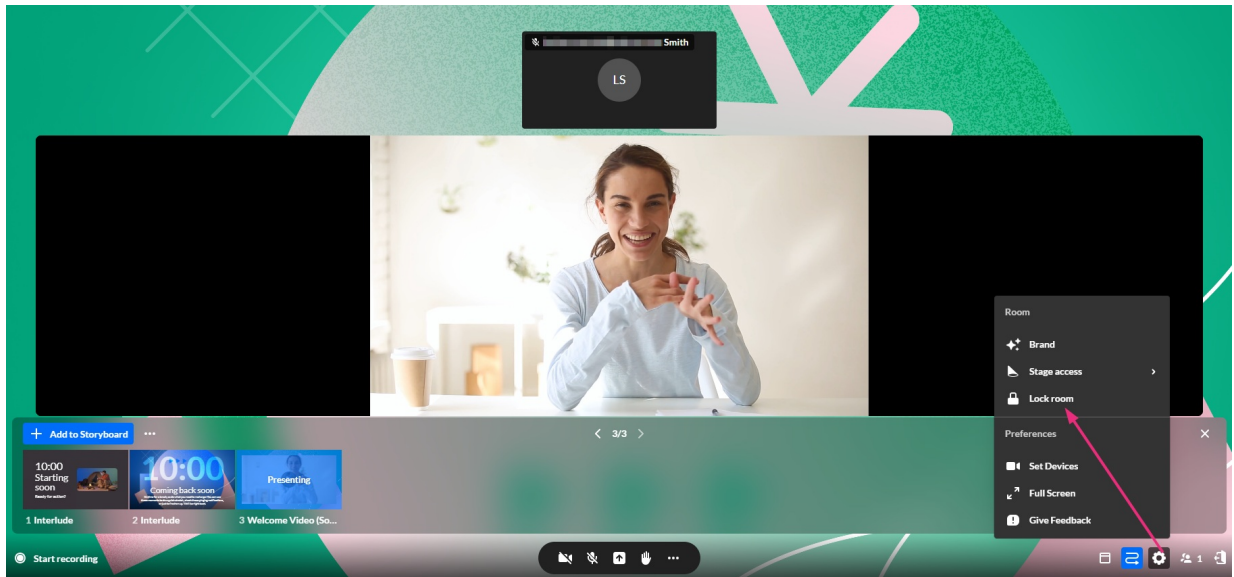 Smith
LS
Room
Brand
Stage access
Lock room
Preferences
Set Devices
Full Screen
Give Feedback
Add to Storyboard
3/3
10:00
Starting
soon
Ready for action?
10:00
Coming back soon
Presenting
1 Interlude
2 Interlude
3 Welcome Video (So...
Start recording
1